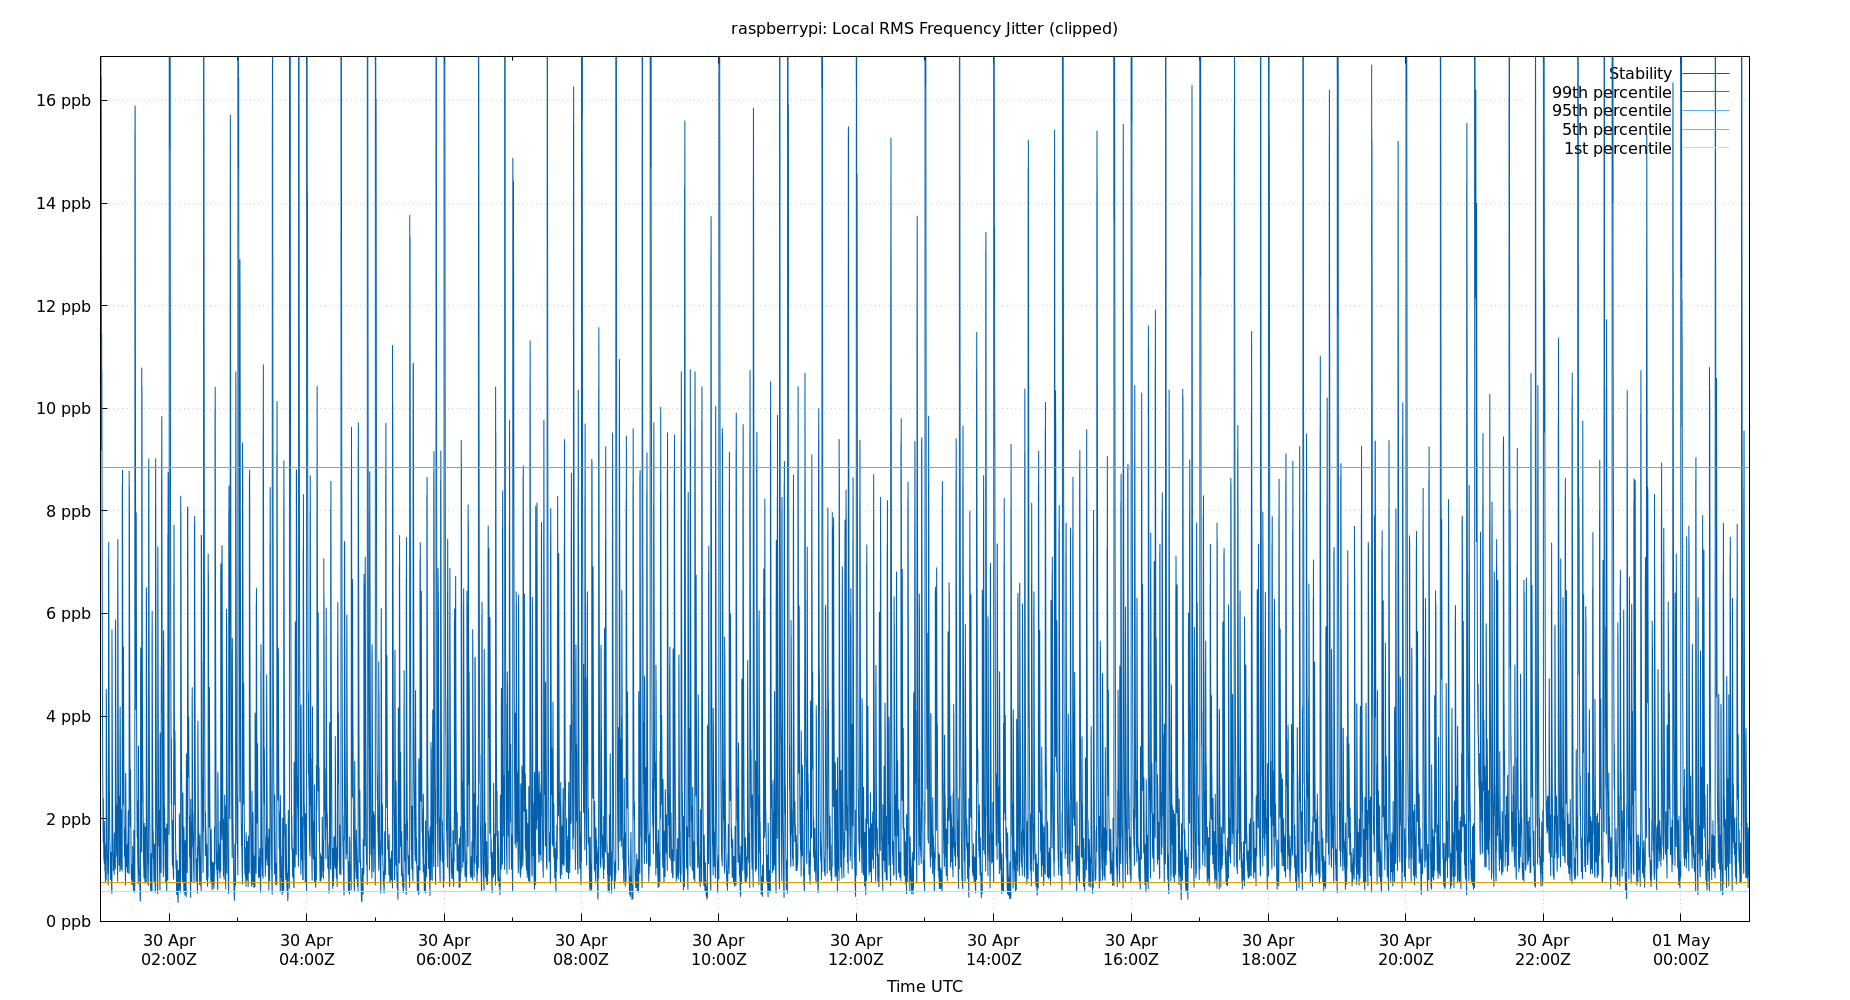 raspberrypi: Local RMS Frequency Jitter (clipped)
Stability
99th percentile
95th percentile
5th percentile
1st percentile
16 ppb
14 ppb
12 ppb
10 ppb
8 ppb
6 ppb
4 ppb
2 ppb
0 ppb
30 Apr 30 Apr 30 Apr 30 Apr 30 Apr 30 Apr 30 Apr 30 Apr 30 Apr 30 Apr 30 Apr 01 May
02:00Z 04:00Z 06:00Z 08:00Z 10:00Z 12:00Z 14:00Z 16:00Z 18:00Z 20:00Z 22:00Z 00:00Z
Time UTC